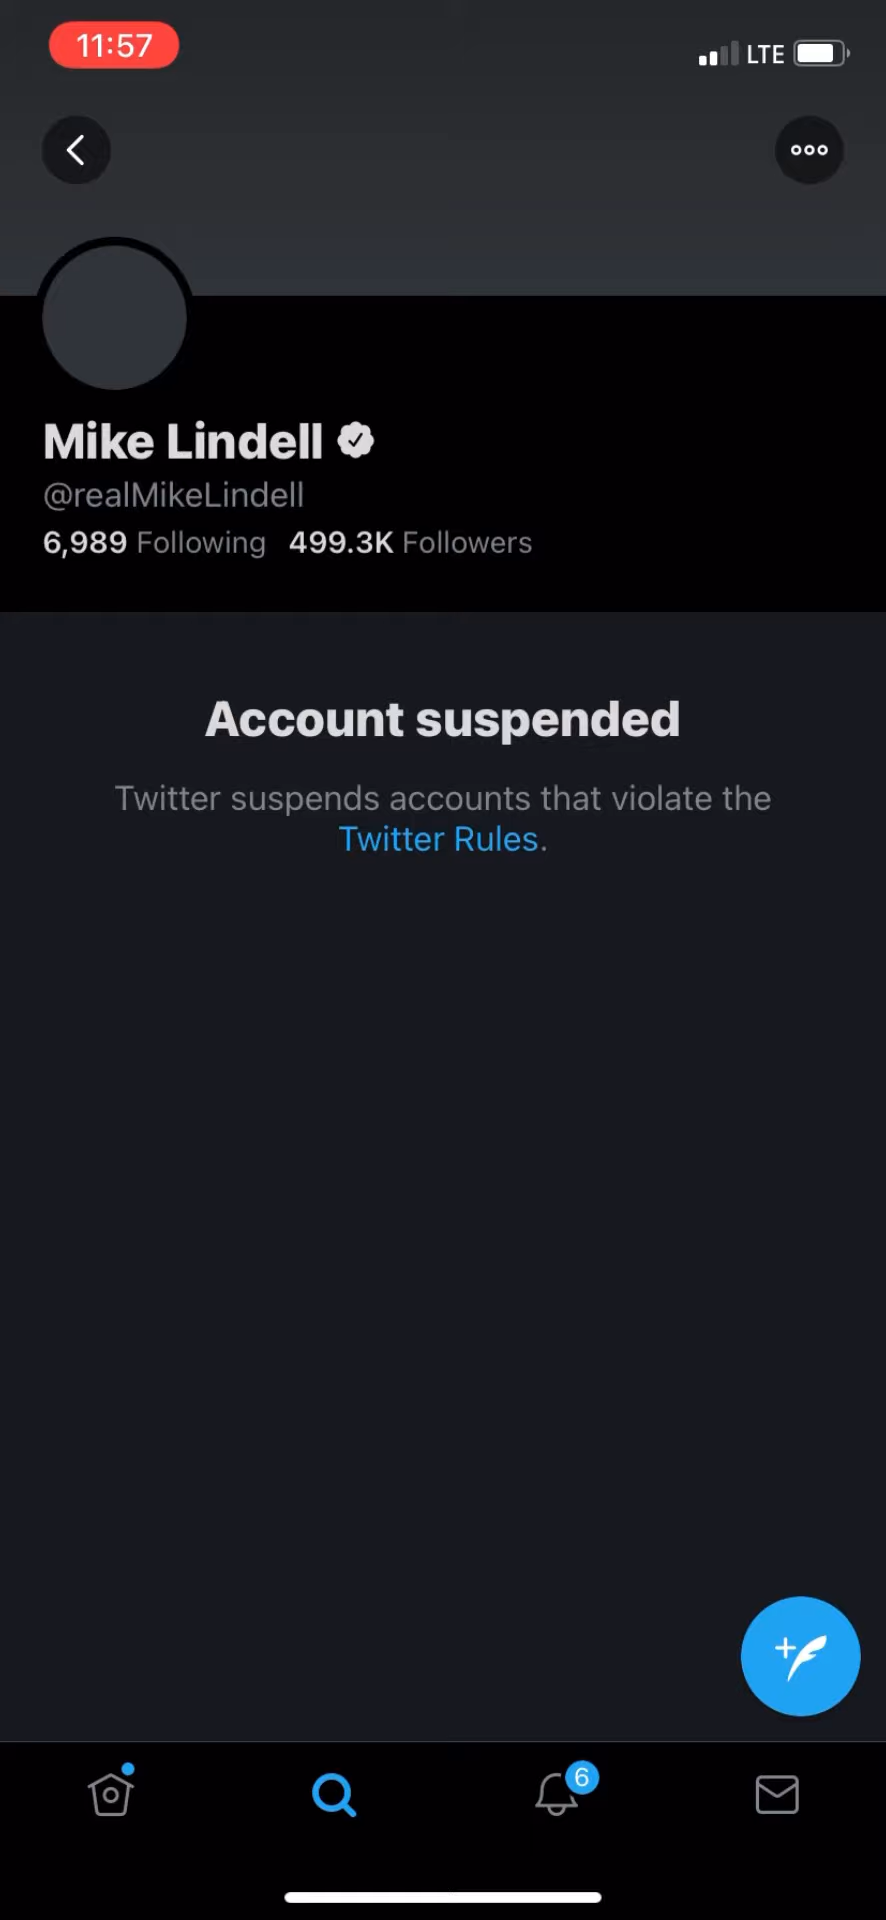 11:57
LTE
Mike Lindell
@realMikeLindell
6,989 Following 499.3K Followers
Account suspended
Twitter suspends accounts that violate the
Twitter Rules.
6